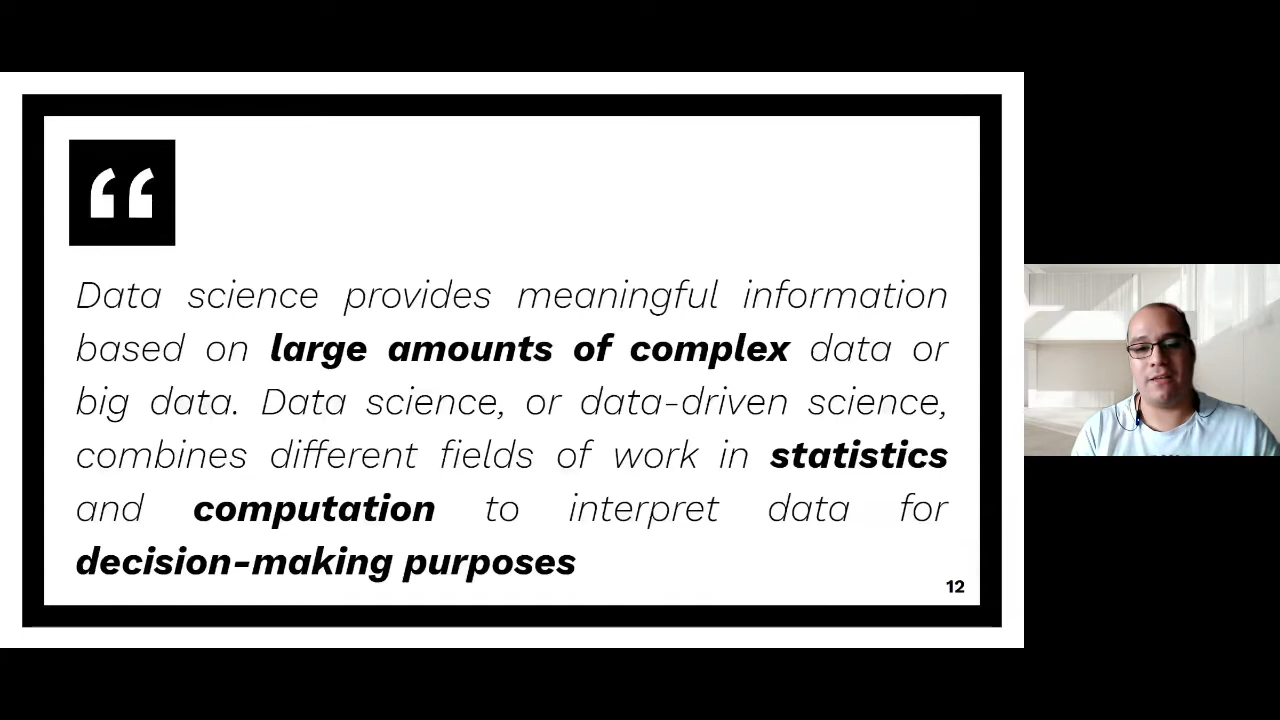 “
Data science provides meaningful information
based on large amounts of complex data or
big data. Data science, or data-driven science,
combines different fields of work in statistics
and computation to interpret data for
decision-making purposes
12